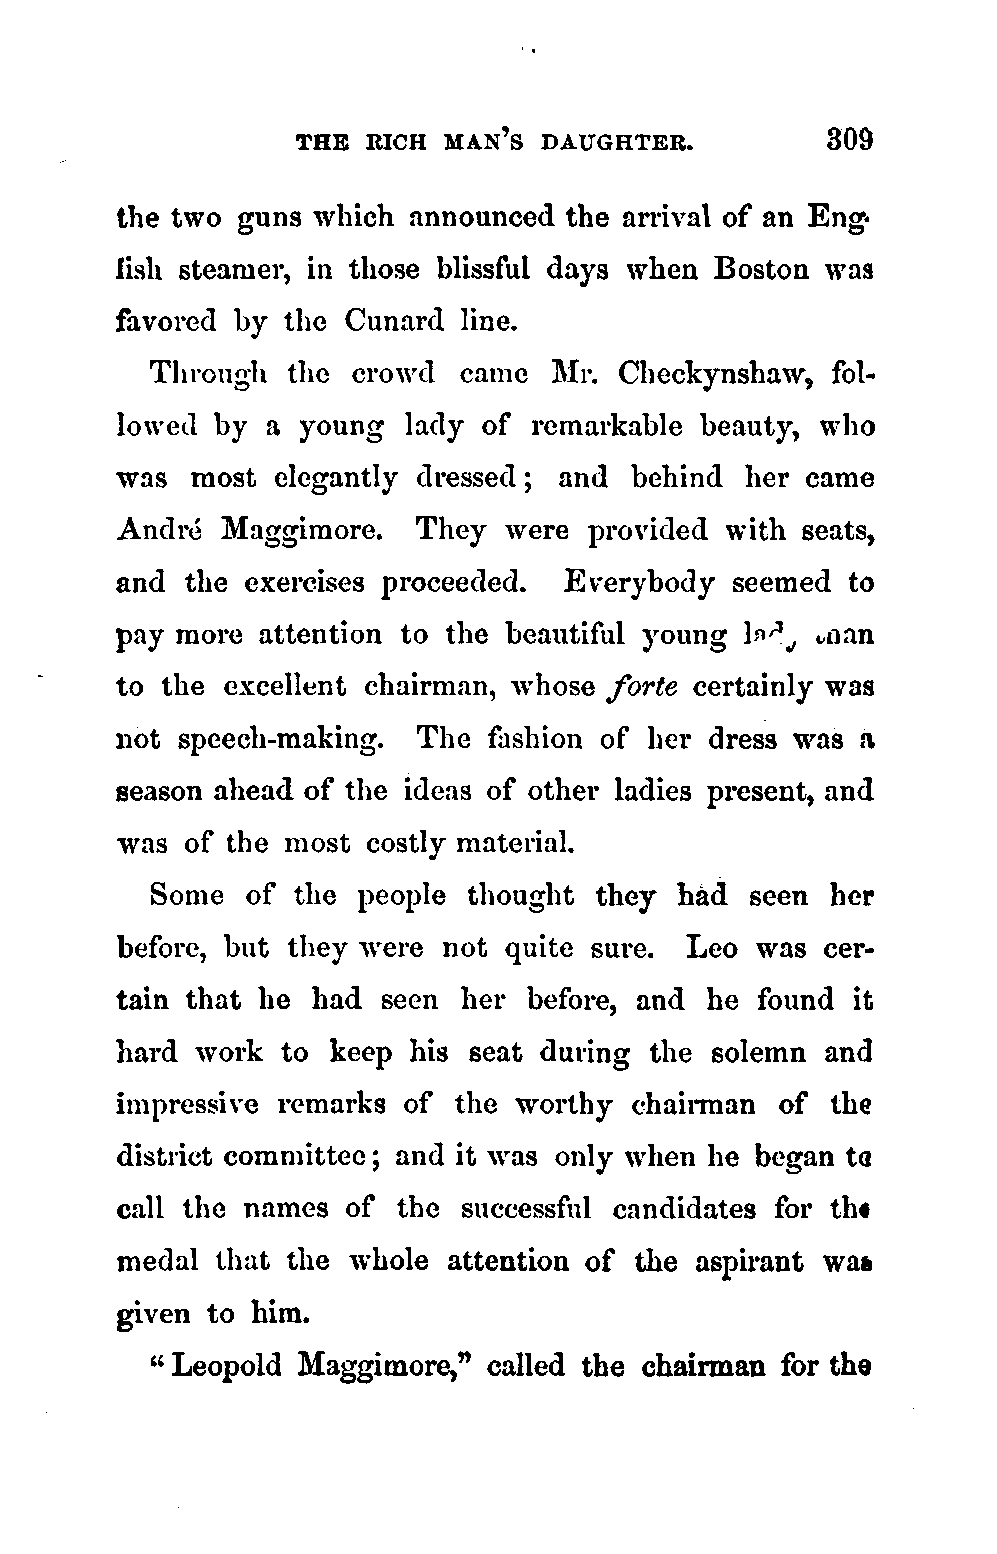 THE RICH MAN'S DAUGHTER. 309
the two guns which announced the arrival of an Eng-
lish steamer, in those blissful days when Boston was
favored by the Cunard line.
Through the crowd came Mr. Checkynshaw, fol-
lowed by a young lady of remarkable beauty, who
was most elegantly dressed; and behind her came
André Maggimore. They were provided with seats,
and the exercises proceeded. Everybody seemed to
pay more attention to the beautiful young lady than
to the excellent chairman, whose forte certainly was
not speech-making. The fashion of her dress was a
season ahead of the ideas of other ladies present, and
was of the most costly material.
Some of the people thought they had seen her
before, but they were not quite sure. Leo was cer-
tain that he had seen her before, and he found it
hard work to keep his seat during the solemn and
impressive remarks of the worthy chairman of the
district committee; and it was only when he began to
call the names of the successful candidates for the
medal that the whole attention of the aspirant was
given to him.
"Leopold Maggimore," called the chairman for the